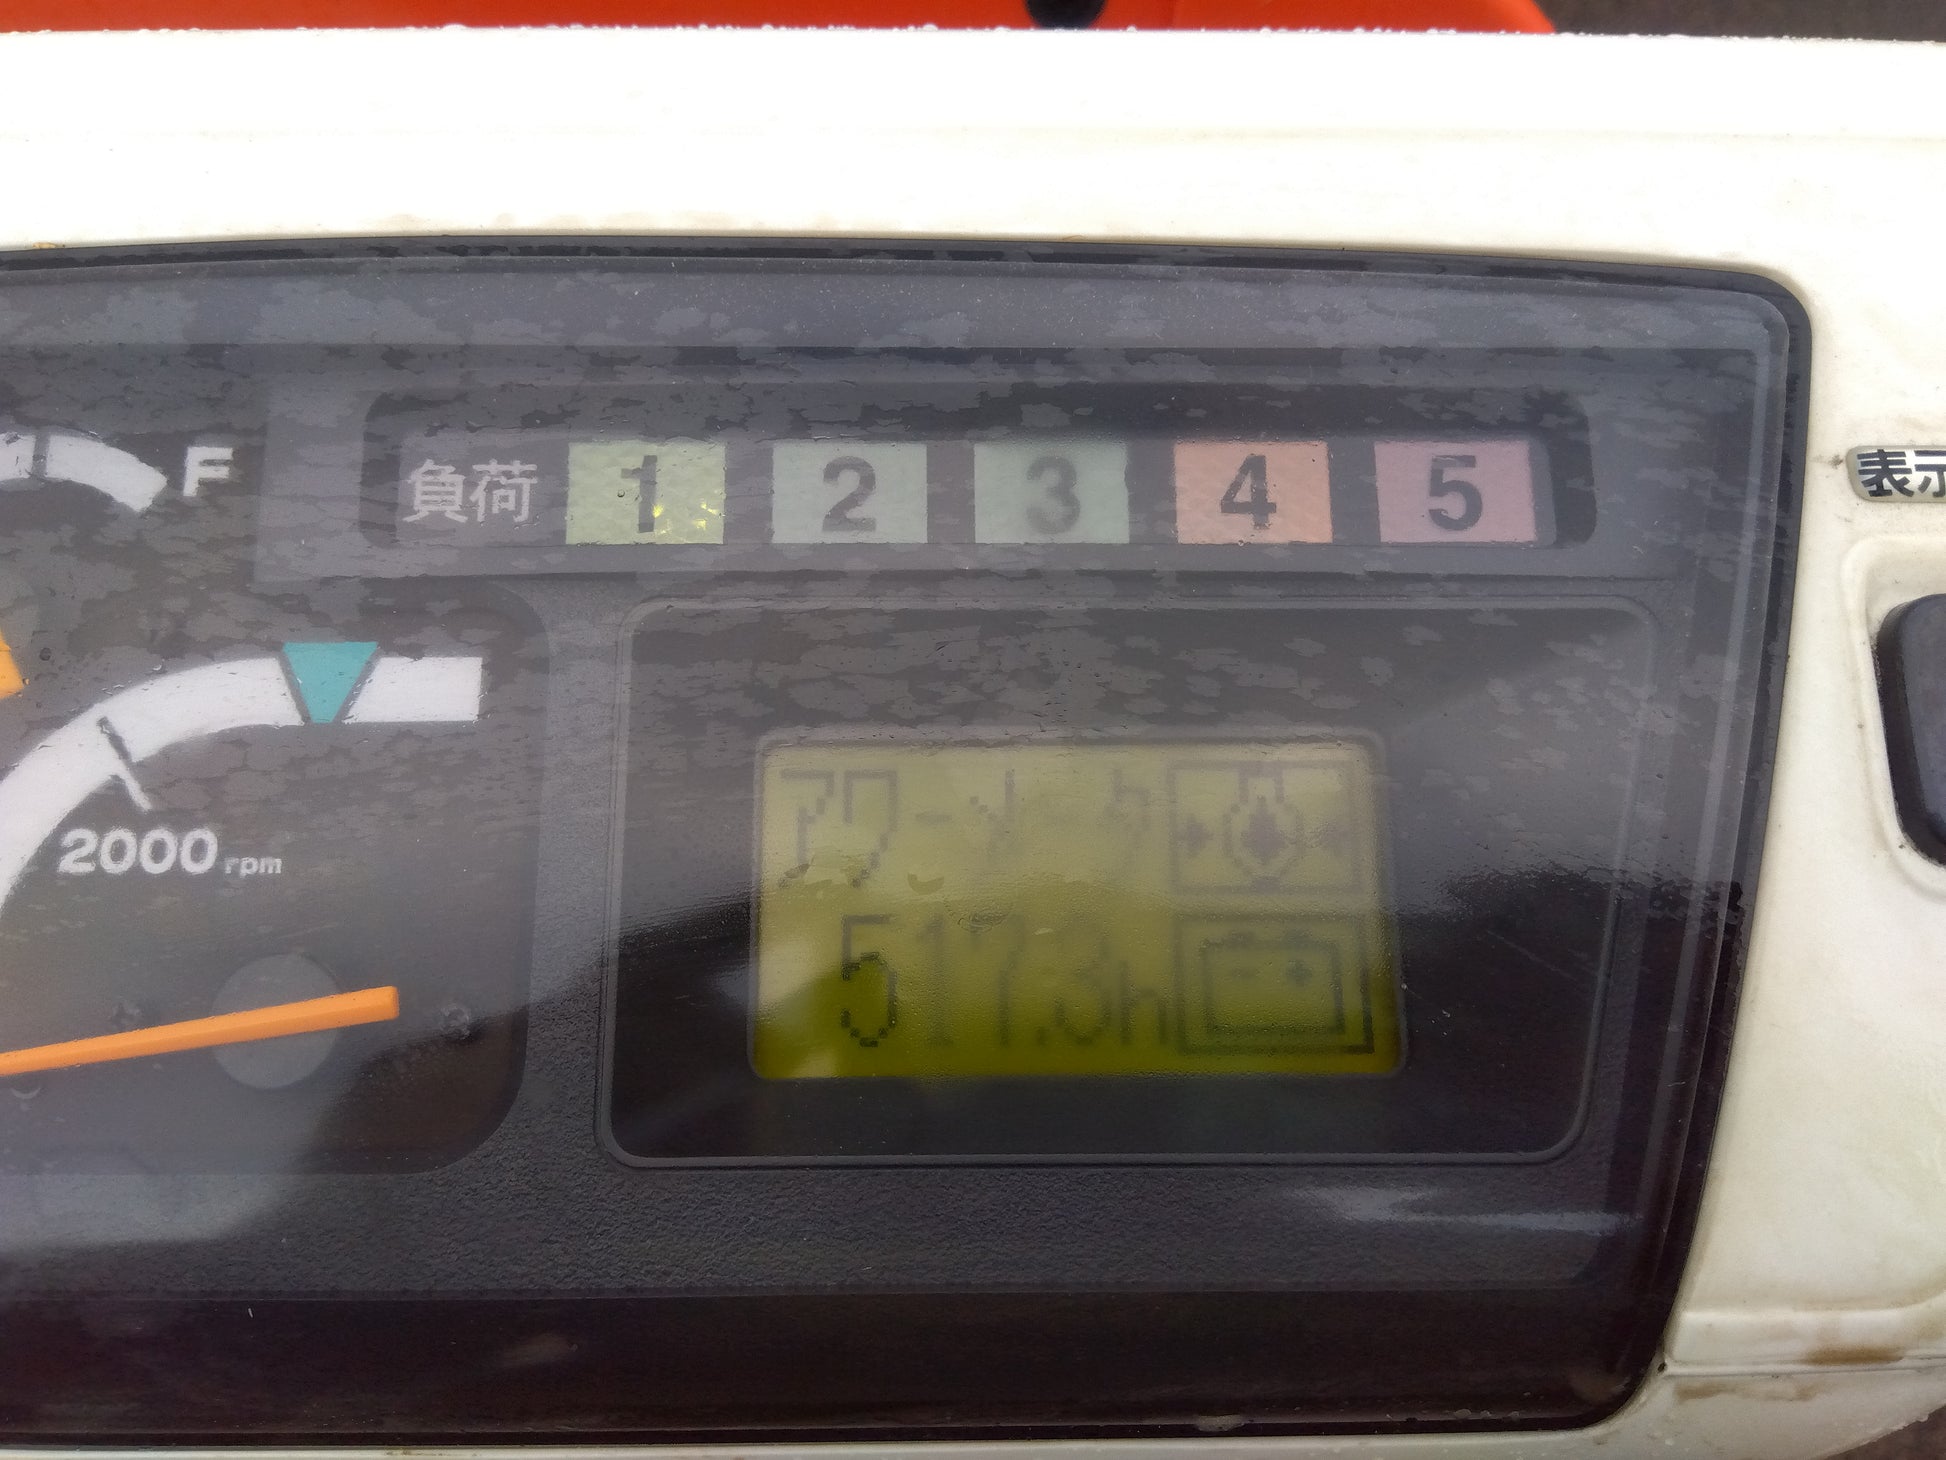 F
負荷 1 2 3 4 5
表示
2000 rpm
アワーメータ
517.3h